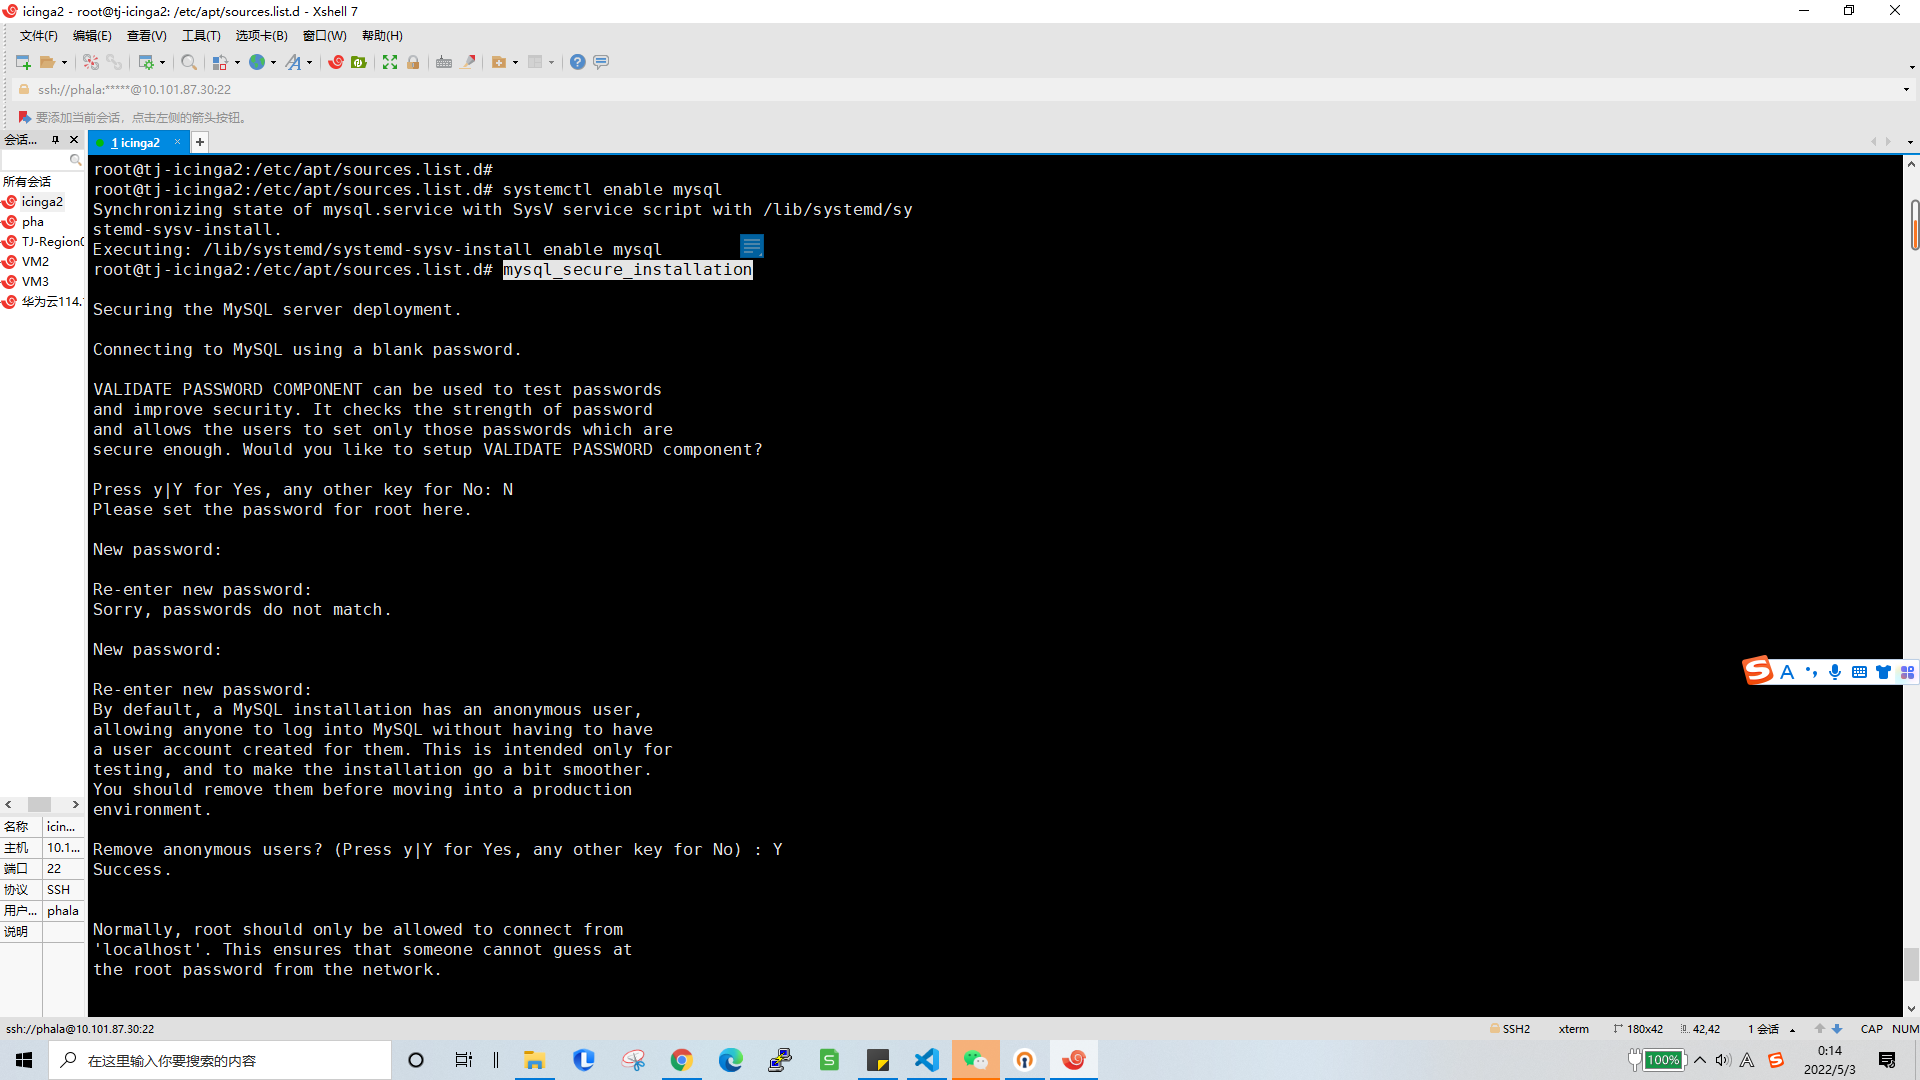 icinga2 - root@tj-icinga2: /etc/apt/sources.list.d - Xshell 7
文件(F) 编辑(E) 查看(V) 工具(T) 选项卡(B) 窗口(W) 帮助(H)
ssh://phala:*****@10.101.87.30:22
要添加当前会话，点击左侧的箭头按钮。
会话... 1 icinga2 × +
所有会话
icinga2
pha
TJ-Region
VM2
VM3
华为云114.
root@tj-icinga2:/etc/apt/sources.list.d#
root@tj-icinga2:/etc/apt/sources.list.d# systemctl enable mysql
Synchronizing state of mysql.service with SysV service script with /lib/systemd/sy
stemd-sysv-install.
Executing: /lib/systemd/systemd-sysv-install enable mysql
root@tj-icinga2:/etc/apt/sources.list.d# mysql_secure_installation
Securing the MySQL server deployment.
Connecting to MySQL using a blank password.
VALIDATE PASSWORD COMPONENT can be used to test passwords
and improve security. It checks the strength of password
and allows the users to set only those passwords which are
secure enough. Would you like to setup VALIDATE PASSWORD component?
Press y|Y for Yes, any other key for No: N
Please set the password for root here.
New password:
Re-enter new password:
Sorry, passwords do not match.
New password:
Re-enter new password:
By default, a MySQL installation has an anonymous user,
allowing anyone to log into MySQL without having to have
a user account created for them. This is intended only for
testing, and to make the installation go a bit smoother.
You should remove them before moving into a production
environment.
Remove anonymous users? (Press y|Y for Yes, any other key for No) : Y
Success.
Normally, root should only be allowed to connect from
'localhost'. This ensures that someone cannot guess at
the root password from the network.
名称 icin...
主机 10.1...
端口 22
协议 SSH
用户... phala
说明
ssh://phala@10.101.87.30:22 SSH2 xterm 180x42 42,42 1 会话 CAP NUM
在这里输入你要搜索的内容
100%
0:14
2022/5/3